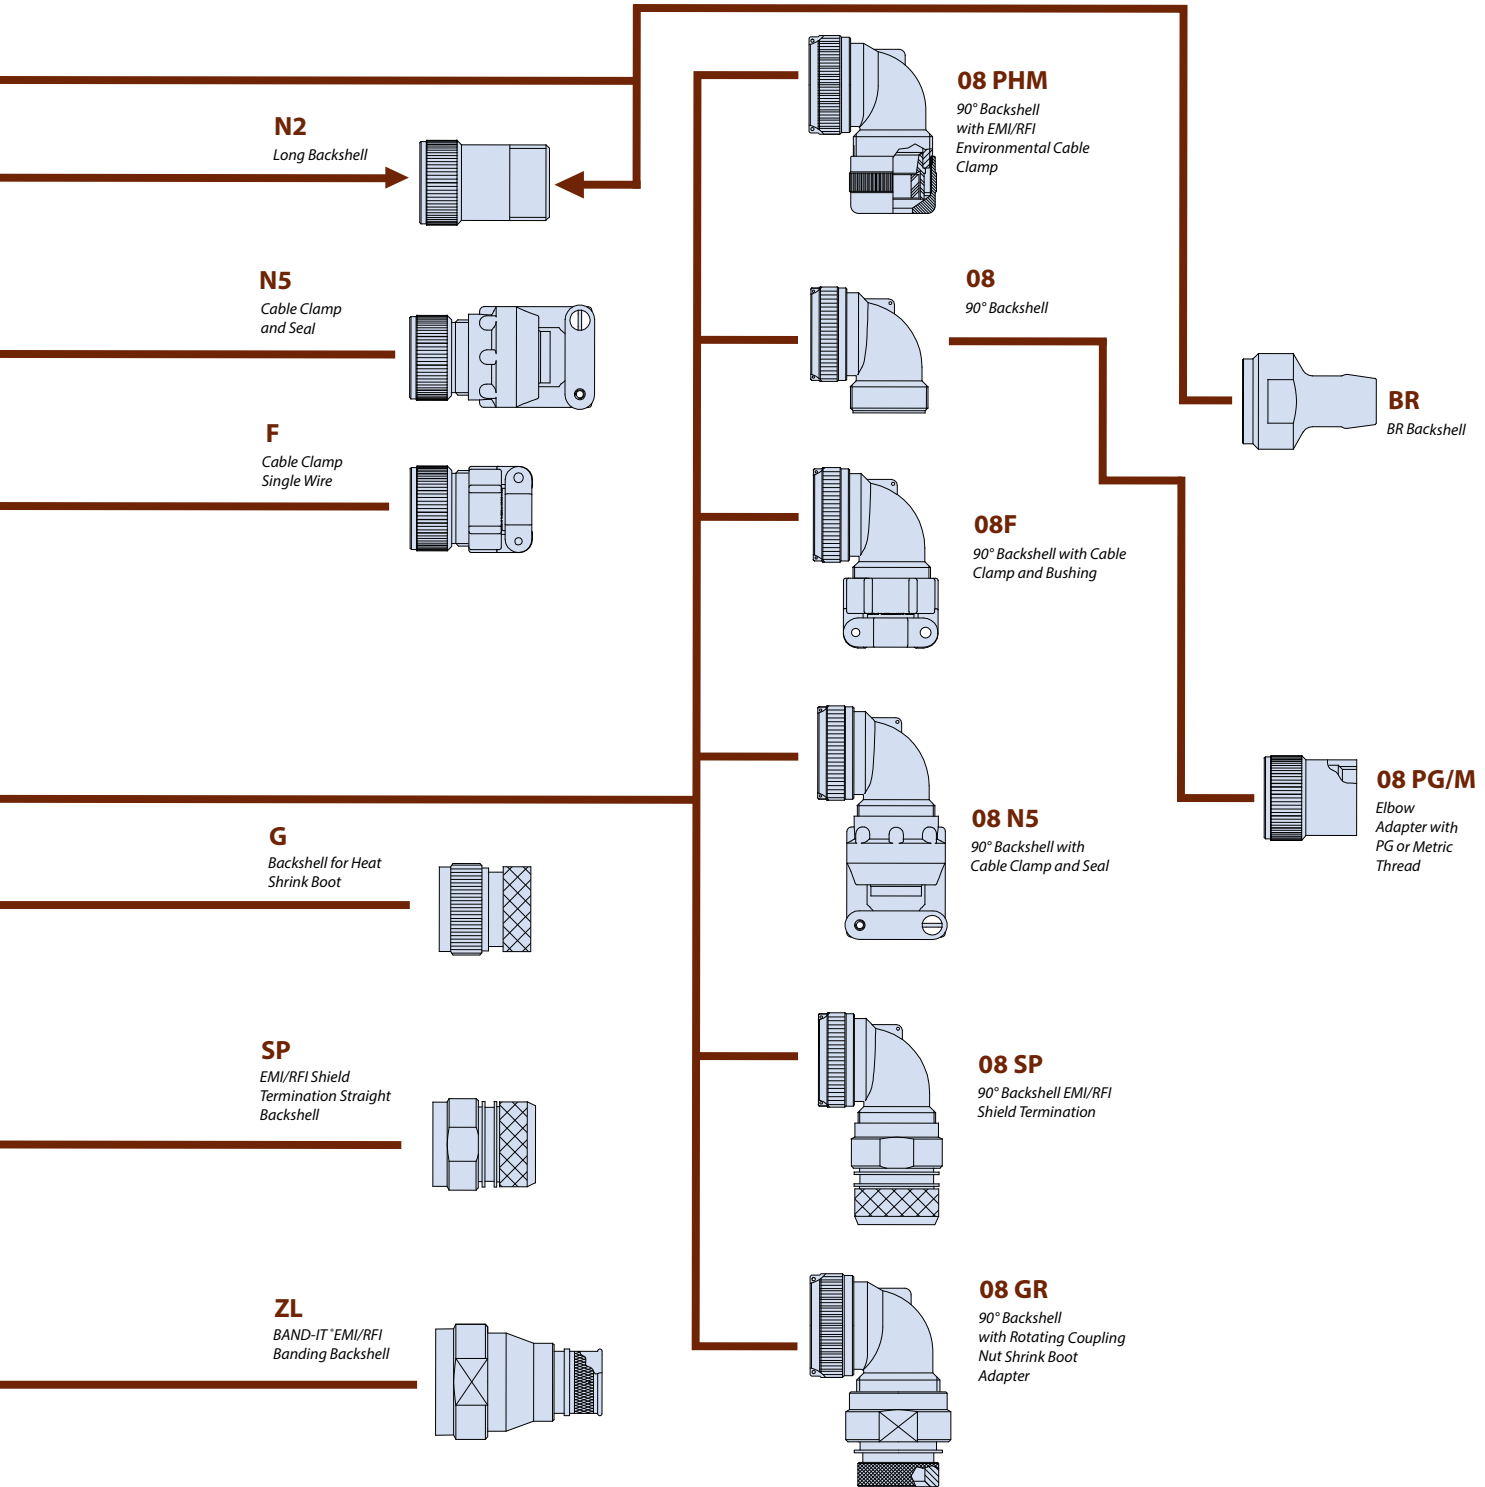 N2
Long Backshell
N5
Cable Clamp
and Seal
F
Cable Clamp
Single Wire
G
Backshell for Heat
Shrink Boot
SP
EMI/RFI Shield
Termination Straight
Backshell
ZL
BAND-IT® EMI/RFI
Banding Backshell
08 PHM
90° Backshell
with EMI/RFI
Environmental Cable
Clamp
08
90° Backshell
08F
90° Backshell with Cable
Clamp and Bushing
08 N5
90° Backshell with
Cable Clamp and Seal
08 SP
90° Backshell EMI/RFI
Shield Termination
08 GR
90° Backshell
with Rotating Coupling
Nut Shrink Boot
Adapter
BR
BR Backshell
08 PG/M
Elbow
Adapter with
PG or Metric
Thread